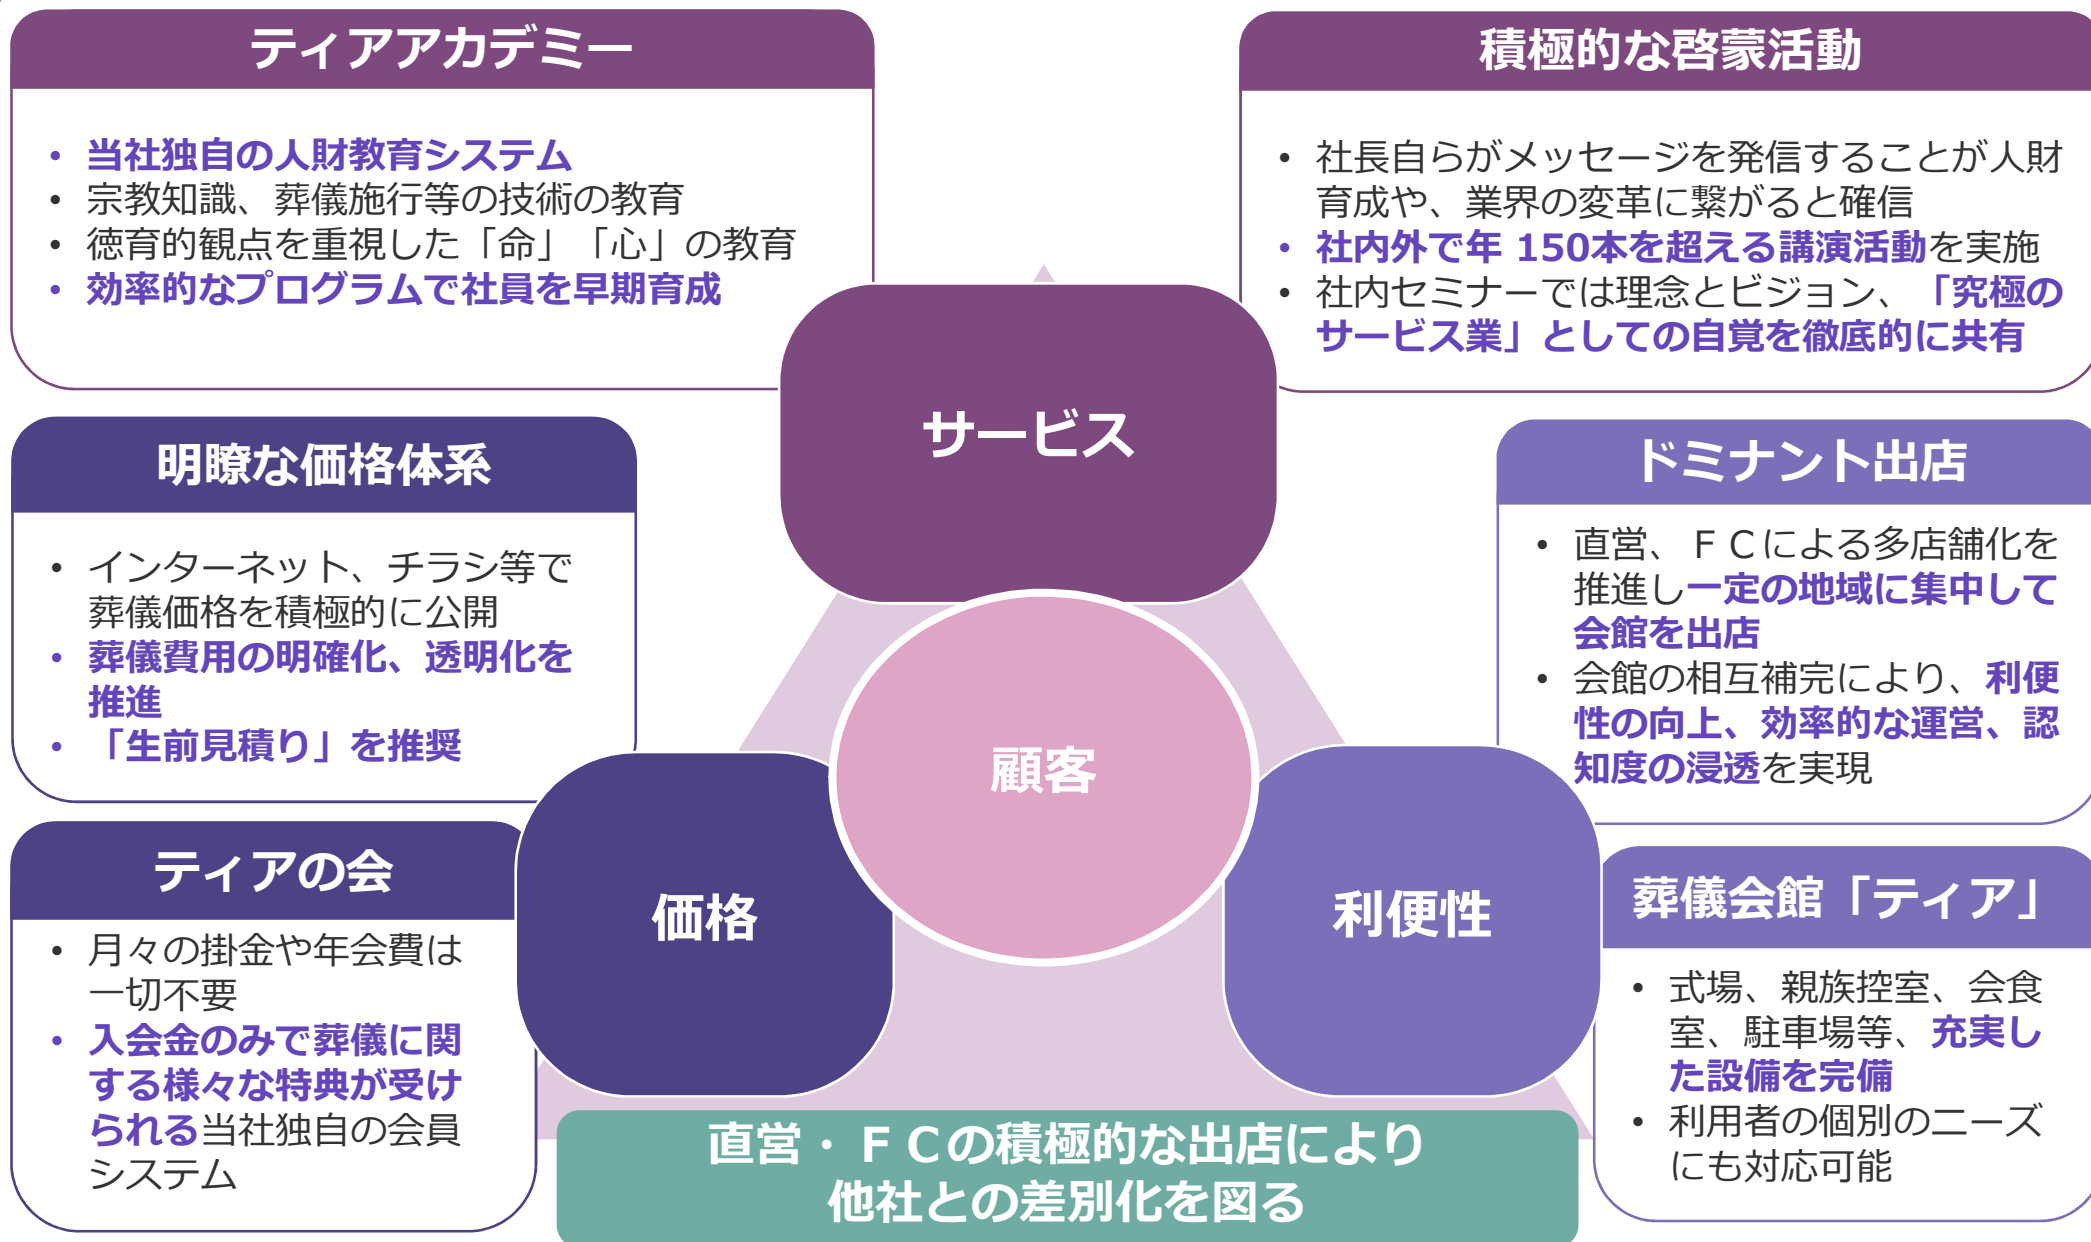 ティアアカデミー
• 当社独自の人財教育システム
• 宗教知識、葬儀施行等の技術の教育
• 徳育的観点を重視した「命」「心」の教育
• 効率的なプログラムで社員を早期育成
積極的な啓蒙活動
• 社長自らがメッセージを発信することが人財
育成や、業界の変革に繋がると確信
• 社内外で年 150本を超える講演活動を実施
• 社内セミナーでは理念とビジョン、「究極の
サービス業」としての自覚を徹底的に共有
サービス
明瞭な価格体系
• インターネット、チラシ等で
葬儀価格を積極的に公開
• 葬儀費用の明確化、透明化を
推進
• 「生前見積り」を推奨
ドミナント出店
• 直営、ＦＣによる多店舗化を
推進し一定の地域に集中して
会館を出店
• 会館の相互補完により、利便
性の向上、効率的な運営、認
知度の浸透を実現
顧客
ティアの会
• 月々の掛金や年会費は
一切不要
• 入会金のみで葬儀に関
する様々な特典が受け
られる当社独自の会員
システム
価格
利便性
葬儀会館「ティア」
• 式場、親族控室、会食
室、駐車場等、充実し
た設備を完備
• 利用者の個別のニーズ
にも対応可能
直営・ＦＣの積極的な出店により
他社との差別化を図る